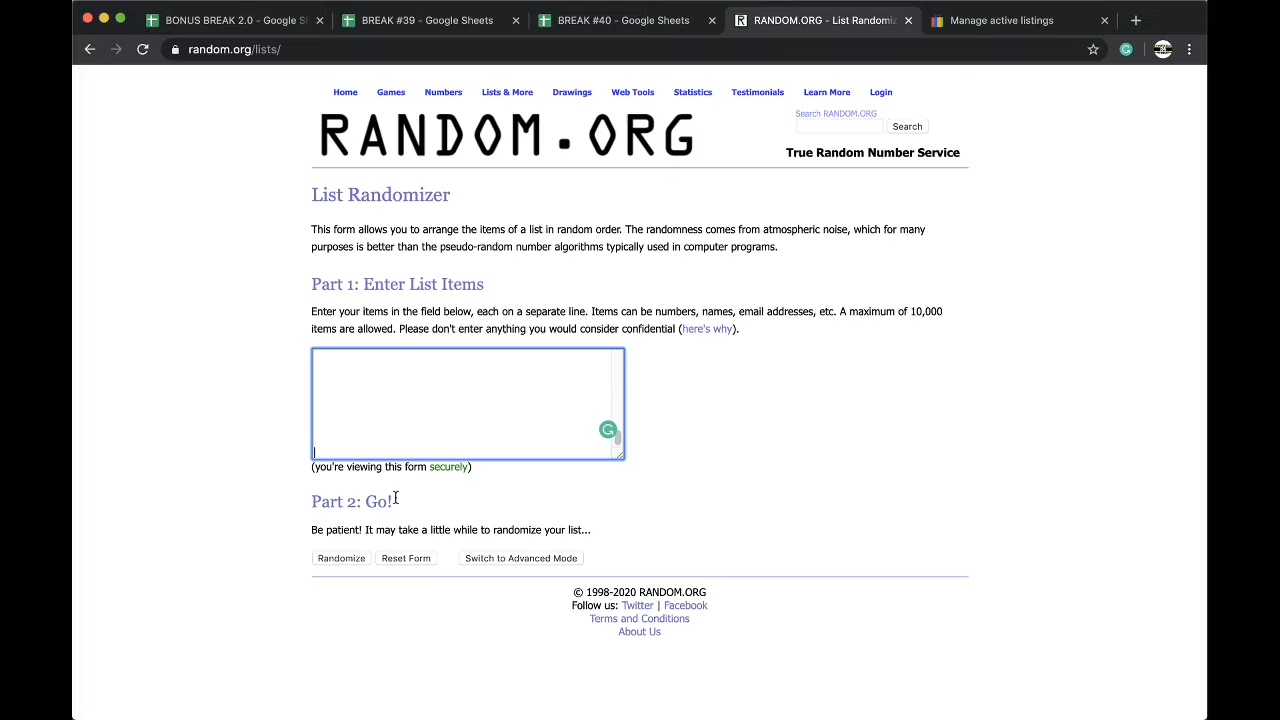 BONUS BREAK 2.0 - Google Sl
BREAK #39 - Google Sheets
BREAK #40 - Google Sheets
RANDOM.ORG - List Randomiz
Manage active listings
random.org/lists/
Home Games Numbers Lists & More Drawings Web Tools Statistics Testimonials Learn More Login
RANDOM.ORG
Search RANDOM.ORG
Search
True Random Number Service
List Randomizer
This form allows you to arrange the items of a list in random order. The randomness comes from atmospheric noise, which for many
purposes is better than the pseudo-random number algorithms typically used in computer programs.
Part 1: Enter List Items
Enter your items in the field below, each on a separate line. Items can be numbers, names, email addresses, etc. A maximum of 10,000
items are allowed. Please don't enter anything you would consider confidential (here's why).
(you're viewing this form securely)
Part 2: Go!
Be patient! It may take a little while to randomize your list...
Randomize Reset Form Switch to Advanced Mode
© 1998-2020 RANDOM.ORG
Follow us: Twitter | Facebook
Terms and Conditions
About Us